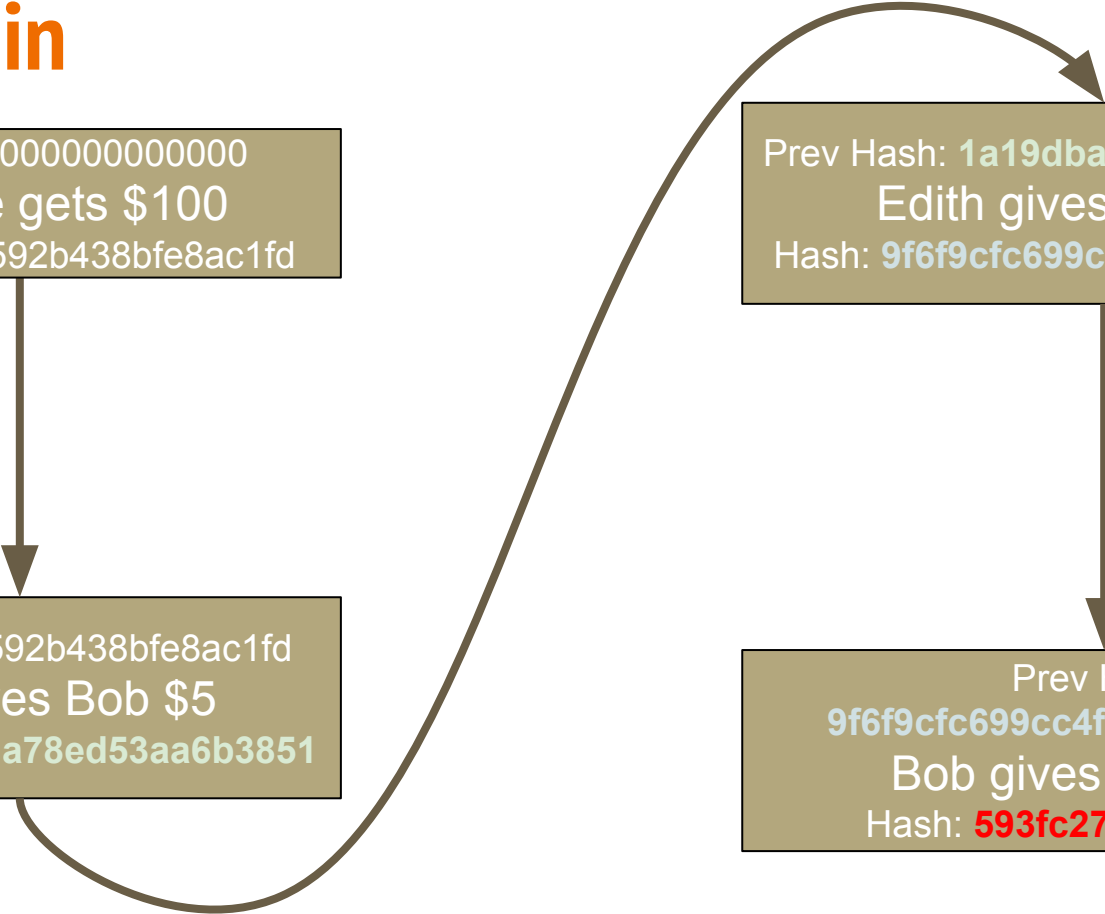 in
000000000000
gets $100
592b438bfe8ac1fd
592b438bfe8ac1fd
es Bob $5
a78ed53aa6b3851
Prev Hash: 1a19dba
Edith gives
Hash: 9f6f9cfc699c
Prev
9f6f9cfc699cc4f
Bob gives
Hash: 593fc27